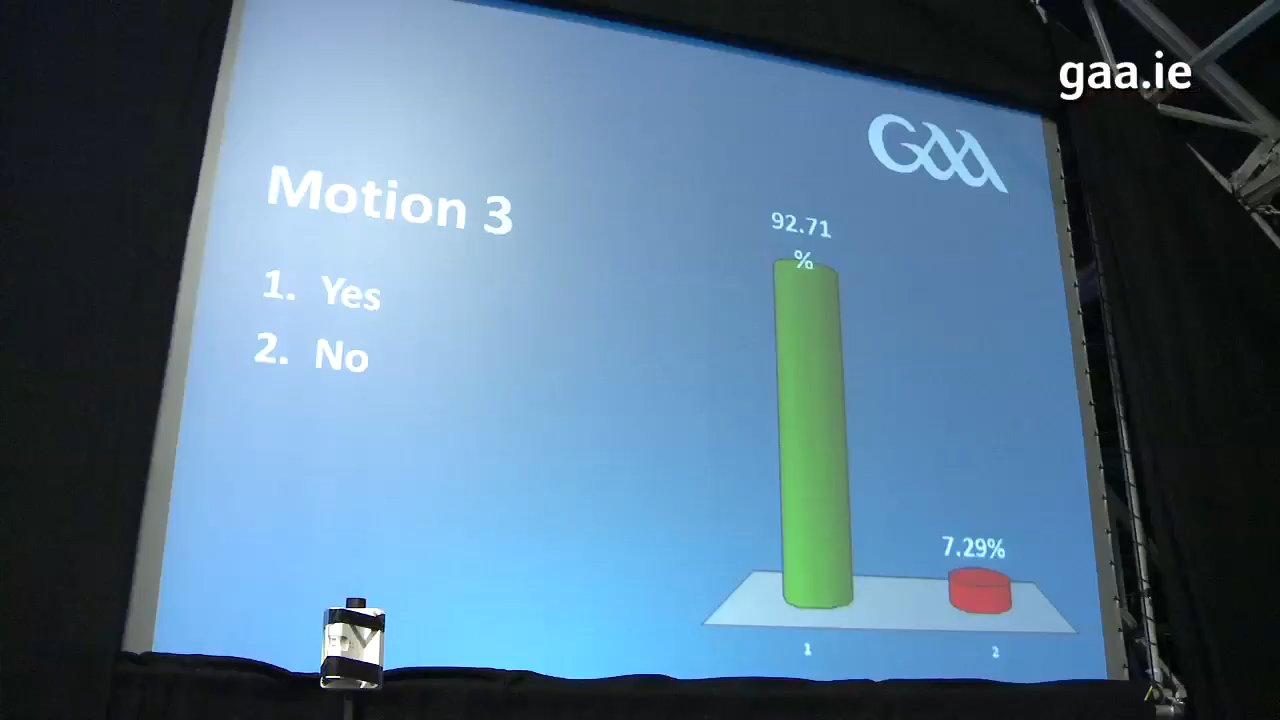 gaa.ie
GAA
Motion 3
1. Yes
2. No
92.71
%
7.29%
1
2